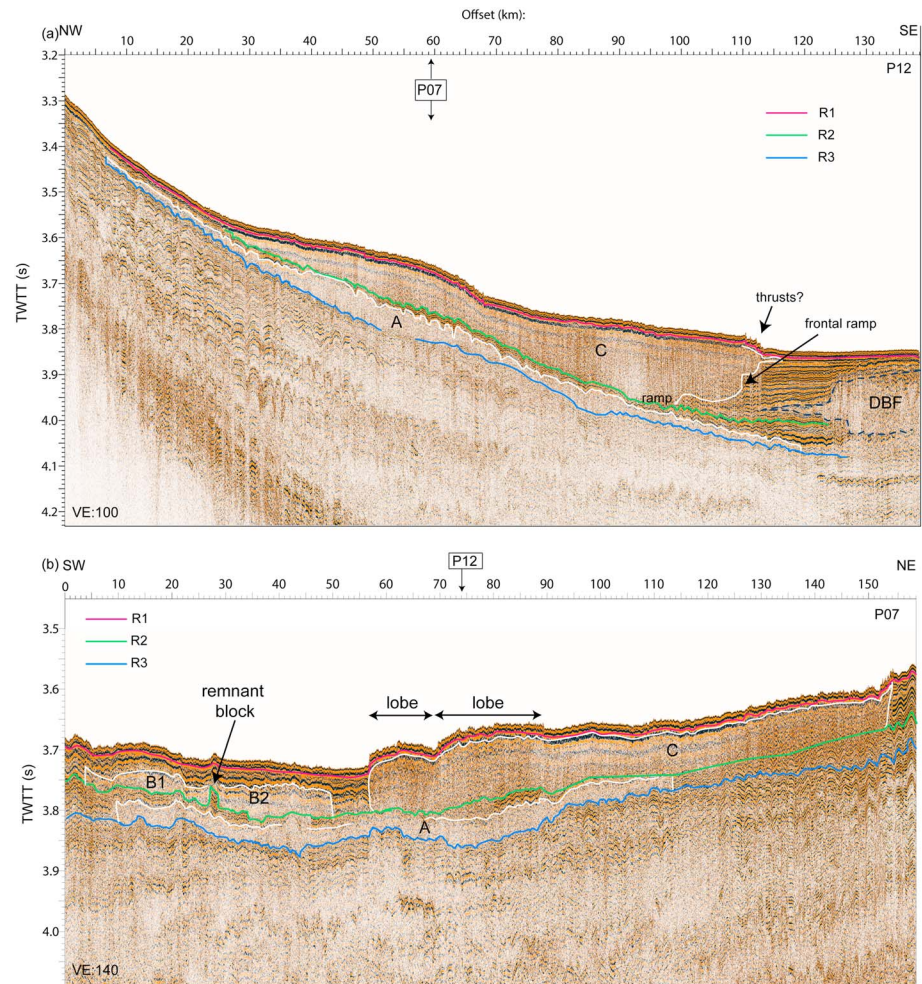 Offset (km):
(a) NW SE
10 20 30 40 50 60 70 80 90 100 110 120 130
P12
P07
3.2
3.3
3.4
3.5
3.6
3.7
3.8
3.9
4.0
4.1
4.2
TWTT (s)
R1
R2
R3
thrusts?
frontal ramp
A
C
ramp
DBF
VE:100
(b) SW NE
P12
0 10 20 30 40 50 60 70 80 90 100 110 120 130 140 150
P07
3.5
3.6
3.7
3.8
3.9
4.0
TWTT (s)
R1
R2
R3
remnant
block
lobe lobe
B1 B2
C
A
VE:140